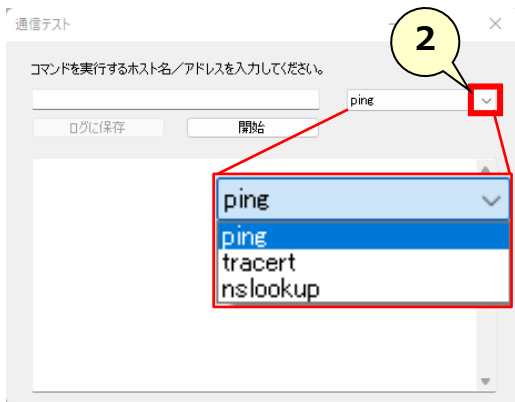 通信テスト
2
コマンドを実行するホスト名／アドレスを入力してください。
ping
ログに保存
開始
ping
ping
tracert
nslookup